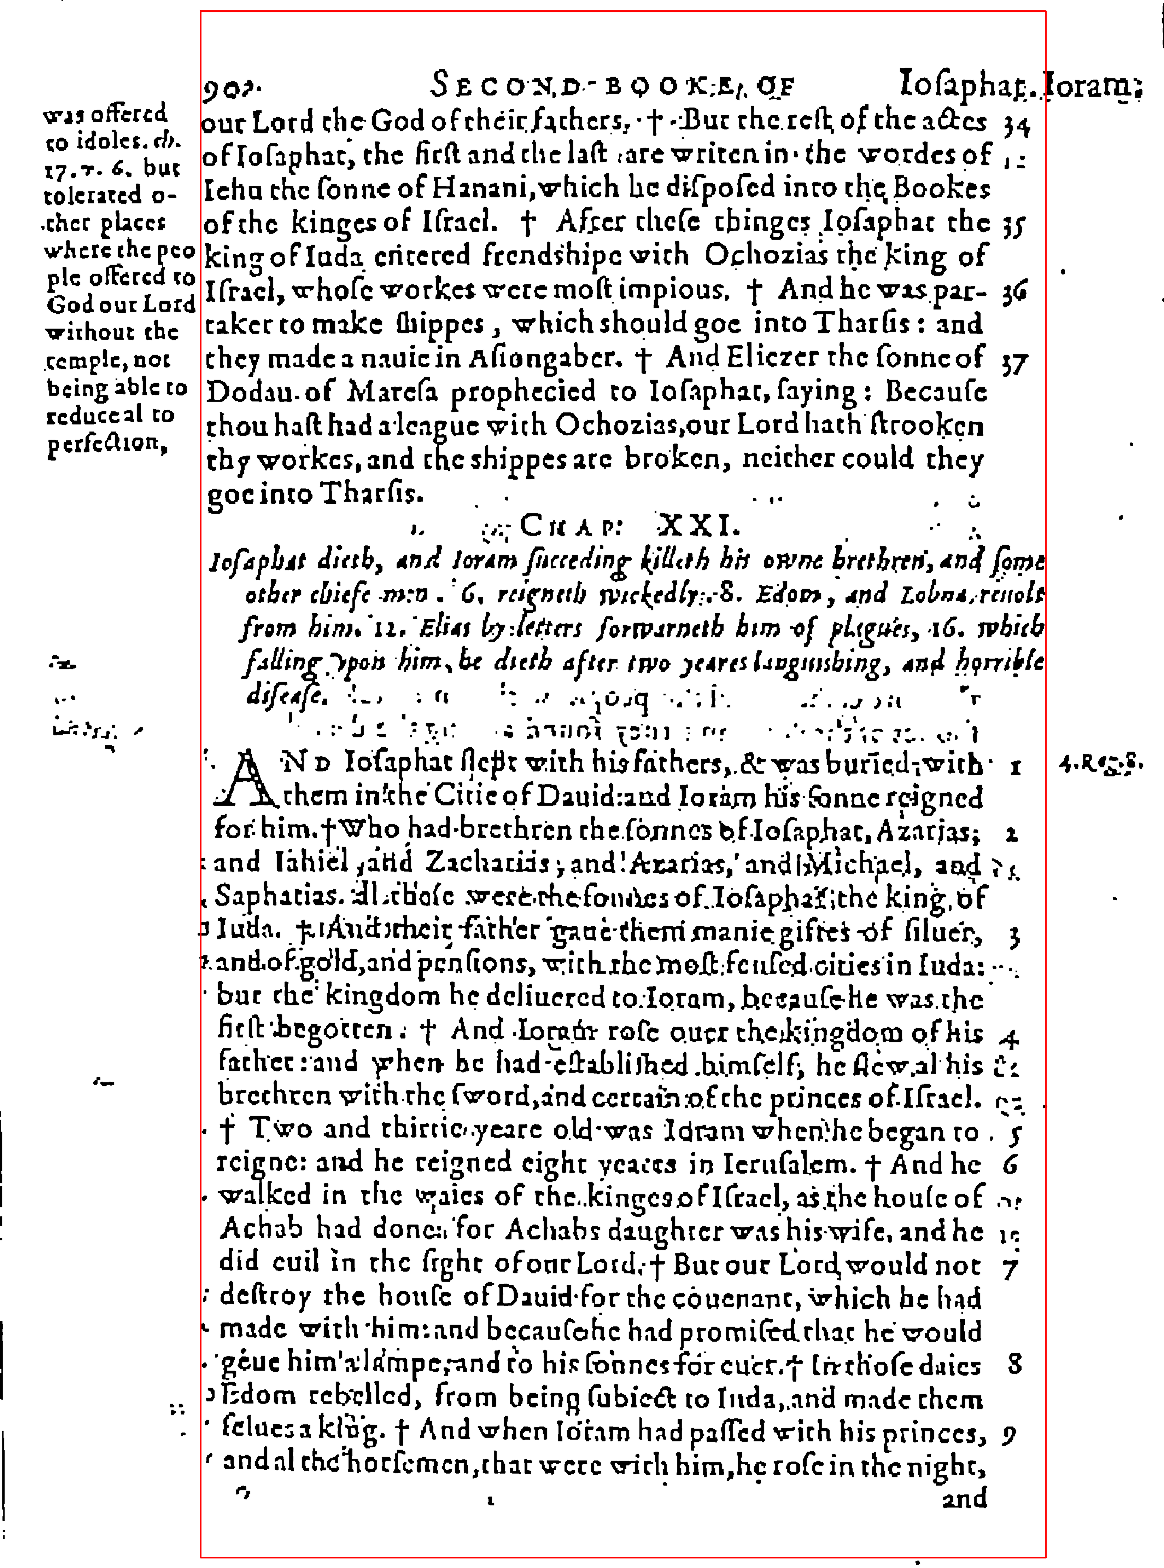 902. SECOND BOOKE OF Ioſaphat. Ioram.
was offered
to idoles. ch.
17. v. 6. but
tolerated o-
ther places
where the peo
ple offered to
God our Lord
without the
temple, not
being able to
reduce al to
perfection,
our Lord the God of their fathers. † But the reſt of the actes 34
of Ioſaphat, the firſt and the laſt are writen in the wordes of
Iehu the ſonne of Hanani, which he diſpoſed into the Bookes
of the kinges of Iſrael. † After theſe thinges Ioſaphat the 35
king of Iuda entered frendshipe with Ochozias the king of
Iſrael, whoſe workes were moſt impious. † And he was par- 36
taker to make ſhippes, which should goe into Tharſis: and
they made a nauie in Aſiongaber. † And Eliezer the ſonne of 37
Dodau of Mareſa prophecied to Ioſaphat, ſaying: Becauſe
thou haſt had a league with Ochozias, our Lord hath ſtrooken
thy workes, and the shippes are broken, neither could they
goe into Tharſis.
CHAP. XXI.
Ioſaphat dieth, and Ioram ſucceding killeth his owne brethren, and ſome
other chiefe men. 6. reigneth wickedly. 8. Edom, and Lobna reuolt
from him. 12. Elias by letters forwarneth him of plagues, 16. which
falling vpon him, he dieth after two yeares languishing, and horrible
diſeaſe.
AND Ioſaphat ſlept with his fathers, & was buried with 1 4. Reg. 8.
them in the Citie of Dauid: and Ioram his ſonne reigned
for him. † Who had brethren the ſonnes of Ioſaphat, Azarias, 2
and Iahiel, and Zacharias, and Azarias, and Michael, and
Saphatias. al theſe were the ſonnes of Ioſaphat the king of
Iuda. † And their father gaue them manie giftes of ſiluer, 3
and of gold, and penſions, with the moſt fenſed cities in Iuda:
but the kingdom he deliuered to Ioram, becauſe he was the
firſt begotten. † And Ioram roſe ouer the kingdom of his 4
father: and when he had eſtabliſhed himſelf, he ſlew al his
brethren with the ſword, and certain of the princes of Iſrael.
† Two and thirtie yeare old was Ioram when he began to 5
reigne: and he reigned eight yeares in Ieruſalem. † And he 6
walked in the waies of the kinges of Iſrael, as the houſe of
Achab had done: for Achabs daughter was his wife, and he
did euil in the ſight of our Lord. † But our Lord would not 7
deſtroy the houſe of Dauid for the couenant, which he had
made with him: and becauſe he had promiſed that he would
geue him a lampe, and to his ſonnes for euer. † In thoſe daies 8
Edom rebelled, from being ſubiect to Iuda, and made them
ſelues a king. † And when Ioram had paſſed with his princes, 9
and al the horſemen, that were with him, he roſe in the night,
and